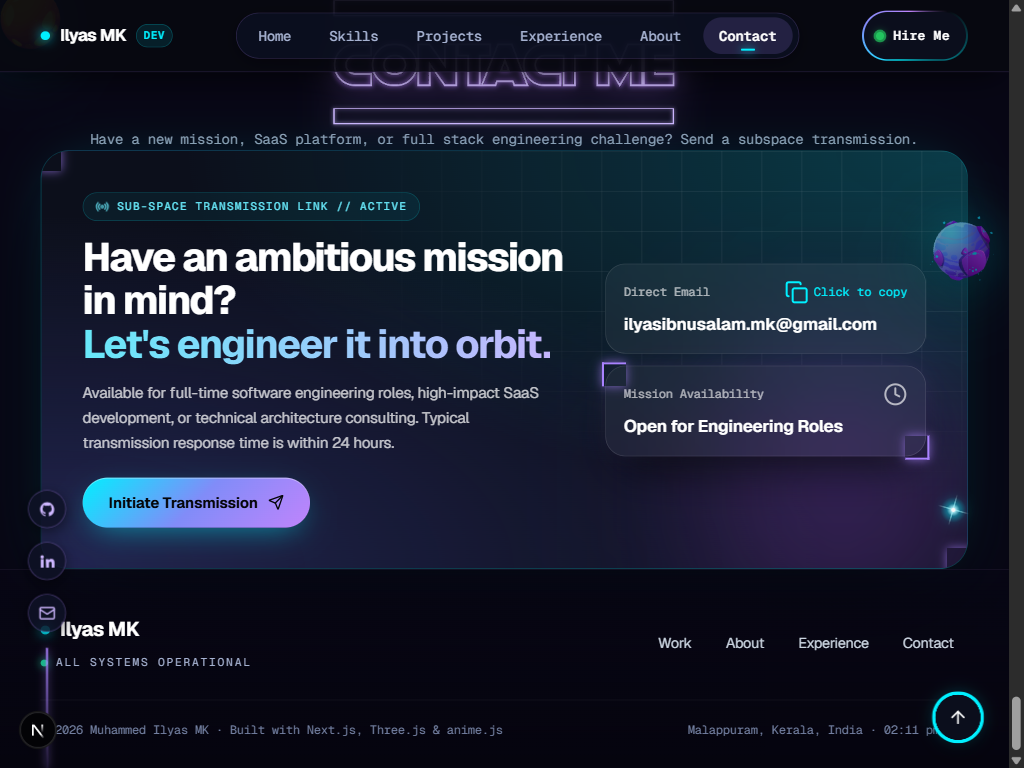 Ilyas MK DEV
Home Skills Projects Experience About Contact
Hire Me
CONTACT ME
Have a new mission, SaaS platform, or full stack engineering challenge? Send a subspace transmission.
SUB-SPACE TRANSMISSION LINK // ACTIVE
Have an ambitious mission
in mind?
Let's engineer it into orbit.
Available for full-time software engineering roles, high-impact SaaS
development, or technical architecture consulting. Typical
transmission response time is within 24 hours.
Initiate Transmission
Direct Email Click to copy
ilyasibnusalam.mk@gmail.com
Mission Availability
Open for Engineering Roles
in
Ilyas MK
ALL SYSTEMS OPERATIONAL
Work About Experience Contact
N
2026 Muhammed Ilyas MK · Built with Next.js, Three.js & anime.js
Malappuram, Kerala, India · 02:11